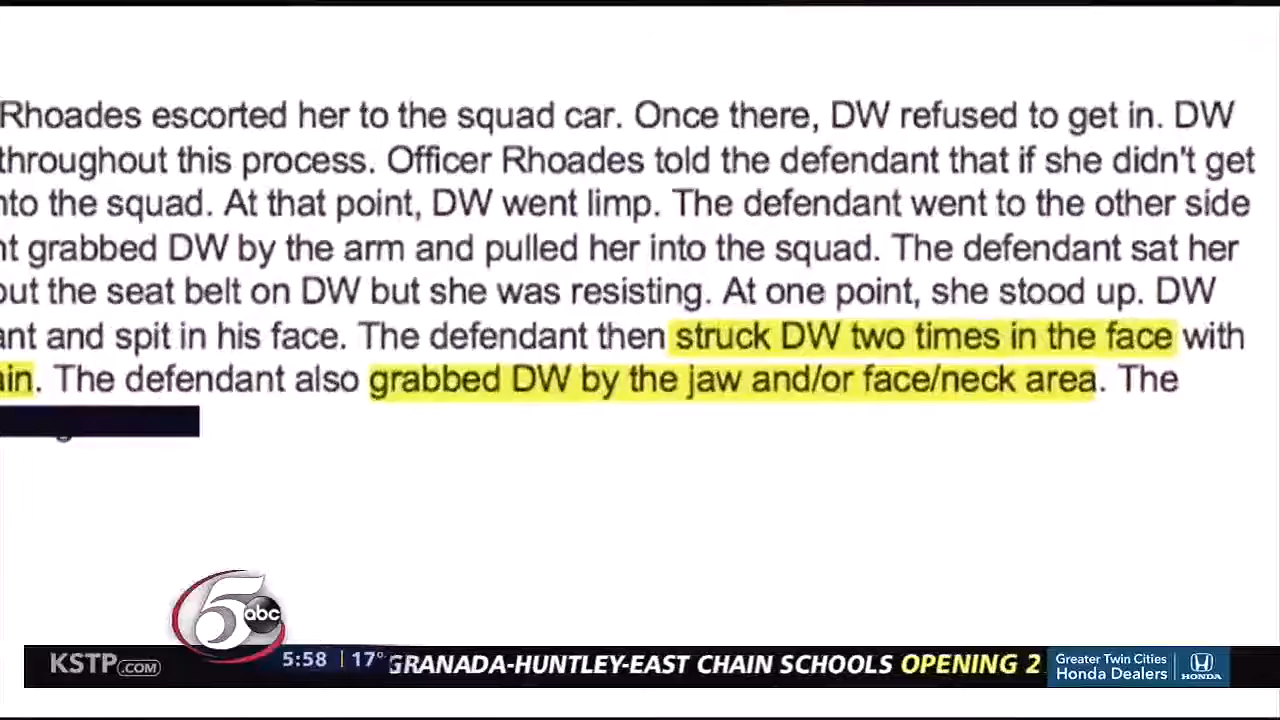 Rhoades escorted her to the squad car. Once there, DW refused to get in. DW
throughout this process. Officer Rhoades told the defendant that if she didn't get
to the squad. At that point, DW went limp. The defendant went to the other side
grabbed DW by the arm and pulled her into the squad. The defendant sat her
the seat belt on DW but she was resisting. At one point, she stood up. DW
and spit in his face. The defendant then struck DW two times in the face with
. The defendant also grabbed DW by the jaw and/or face/neck area. The
5 abc
KSTP.COM
5:58 17° GRANADA-HUNTLEY-EAST CHAIN SCHOOLS OPENING 2
Greater Twin Cities
Honda Dealers
HONDA